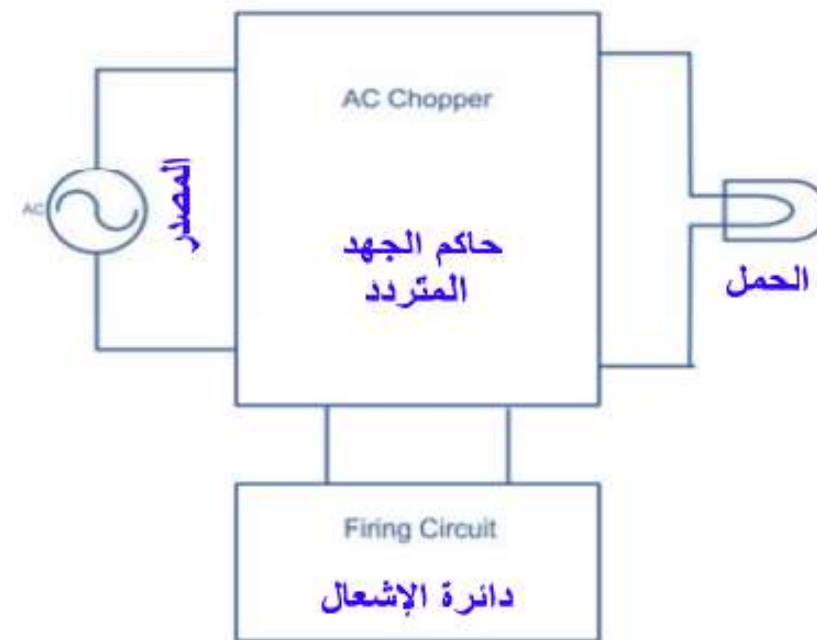 AC Chopper
AC
المصدر
حاكم الجهد
المتردد
الحمل
Firing Circuit
دائرة الإشعال